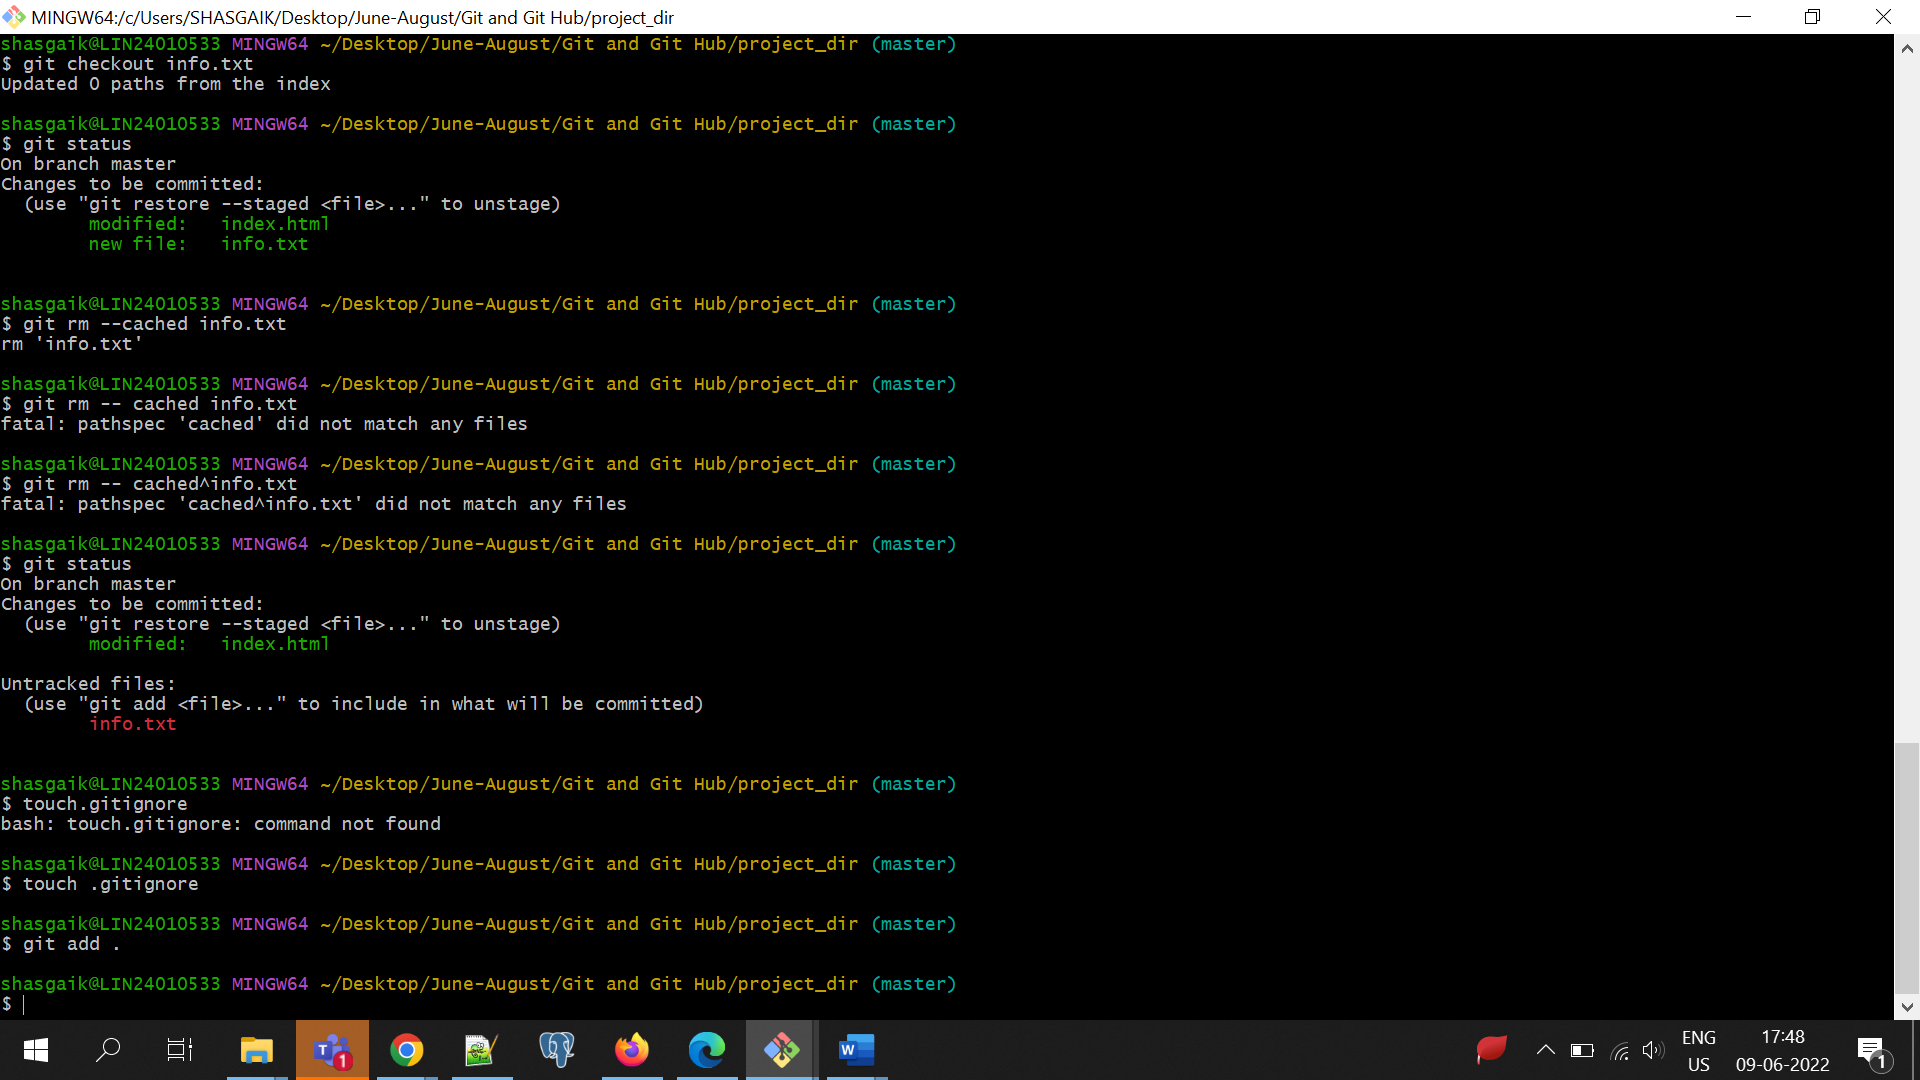 MINGW64:/c/Users/SHASGAIK/Desktop/June-August/Git and Git Hub/project_dir
shasgaik@LIN24010533 MINGW64 ~/Desktop/June-August/Git and Git Hub/project_dir (master)
$ git checkout info.txt
Updated 0 paths from the index
shasgaik@LIN24010533 MINGW64 ~/Desktop/June-August/Git and Git Hub/project_dir (master)
$ git status
On branch master
Changes to be committed:
(use "git restore --staged <file>..." to unstage)
modified: index.html
new file: info.txt
shasgaik@LIN24010533 MINGW64 ~/Desktop/June-August/Git and Git Hub/project_dir (master)
$ git rm --cached info.txt
rm 'info.txt'
shasgaik@LIN24010533 MINGW64 ~/Desktop/June-August/Git and Git Hub/project_dir (master)
$ git rm -- cached info.txt
fatal: pathspec 'cached' did not match any files
shasgaik@LIN24010533 MINGW64 ~/Desktop/June-August/Git and Git Hub/project_dir (master)
$ git rm -- cached^info.txt
fatal: pathspec 'cached^info.txt' did not match any files
shasgaik@LIN24010533 MINGW64 ~/Desktop/June-August/Git and Git Hub/project_dir (master)
$ git status
On branch master
Changes to be committed:
(use "git restore --staged <file>..." to unstage)
modified: index.html
Untracked files:
(use "git add <file>..." to include in what will be committed)
info.txt
shasgaik@LIN24010533 MINGW64 ~/Desktop/June-August/Git and Git Hub/project_dir (master)
$ touch.gitignore
bash: touch.gitignore: command not found
shasgaik@LIN24010533 MINGW64 ~/Desktop/June-August/Git and Git Hub/project_dir (master)
$ touch .gitignore
shasgaik@LIN24010533 MINGW64 ~/Desktop/June-August/Git and Git Hub/project_dir (master)
$ git add .
shasgaik@LIN24010533 MINGW64 ~/Desktop/June-August/Git and Git Hub/project_dir (master)
$
T 1
W
ENG
US
17:48
09-06-2022
1